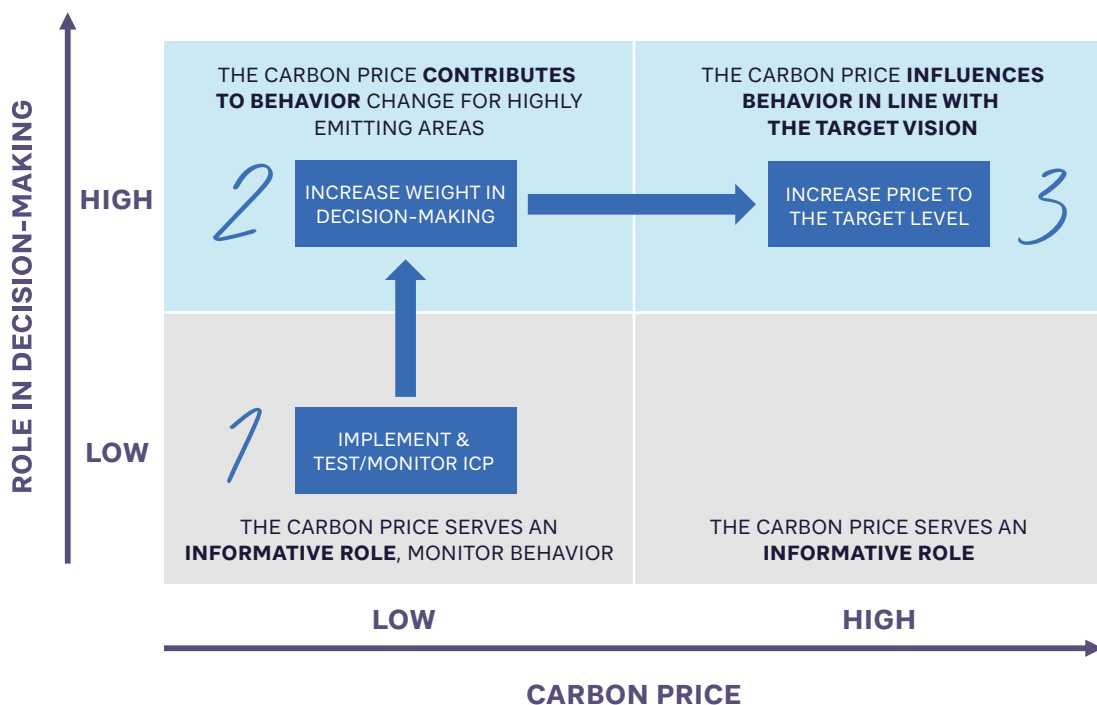 ROLE IN DECISION-MAKING
HIGH
LOW
THE CARBON PRICE CONTRIBUTES
TO BEHAVIOR CHANGE FOR HIGHLY
EMITTING AREAS
2
INCREASE WEIGHT IN
DECISION-MAKING
THE CARBON PRICE INFLUENCES
BEHAVIOR IN LINE WITH
THE TARGET VISION
INCREASE PRICE TO
THE TARGET LEVEL
3
1
IMPLEMENT &
TEST/MONITOR ICP
THE CARBON PRICE SERVES AN
INFORMATIVE ROLE, MONITOR BEHAVIOR
THE CARBON PRICE SERVES AN
INFORMATIVE ROLE
LOW
HIGH
CARBON PRICE